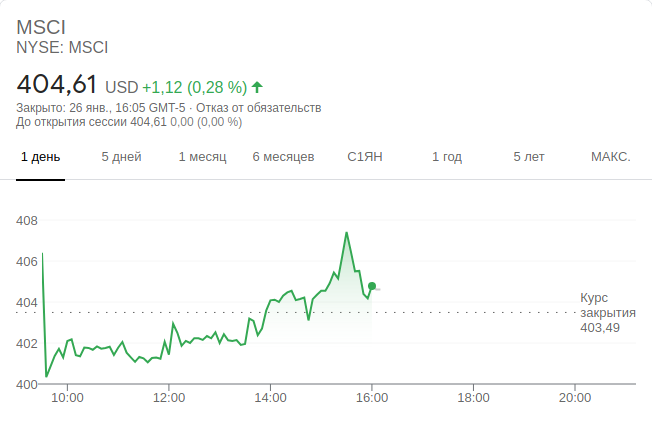 MSCI
NYSE: MSCI
404,61 USD +1,12 (0,28 %)
Закрыто: 26 янв., 16:05 GMT-5 · Отказ от обязательств
До открытия сессии 404,61 0,00 (0,00 %)
1 день 5 дней 1 месяц 6 месяцев С1ЯН 1 год 5 лет МАКС.
408
406
404
402
400
Курс
закрытия
403,49
10:00 12:00 14:00 16:00 18:00 20:00